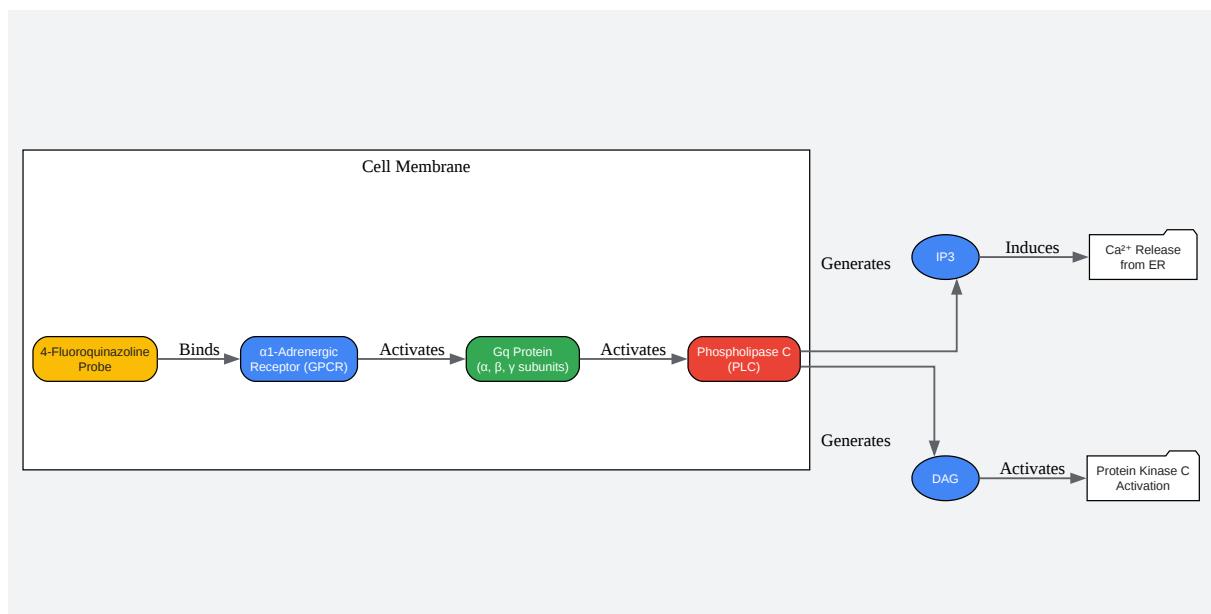 Cell Membrane
4-Fluoroquinazoline
Probe
Binds
α1-Adrenergic
Receptor (GPCR)
Activates
Gq Protein
(α, β, γ subunits)
Activates
Phospholipase C
(PLC)
Generates
IP3
Induces
Ca²⁺ Release
from ER
Generates
DAG
Activates
Protein Kinase C
Activation